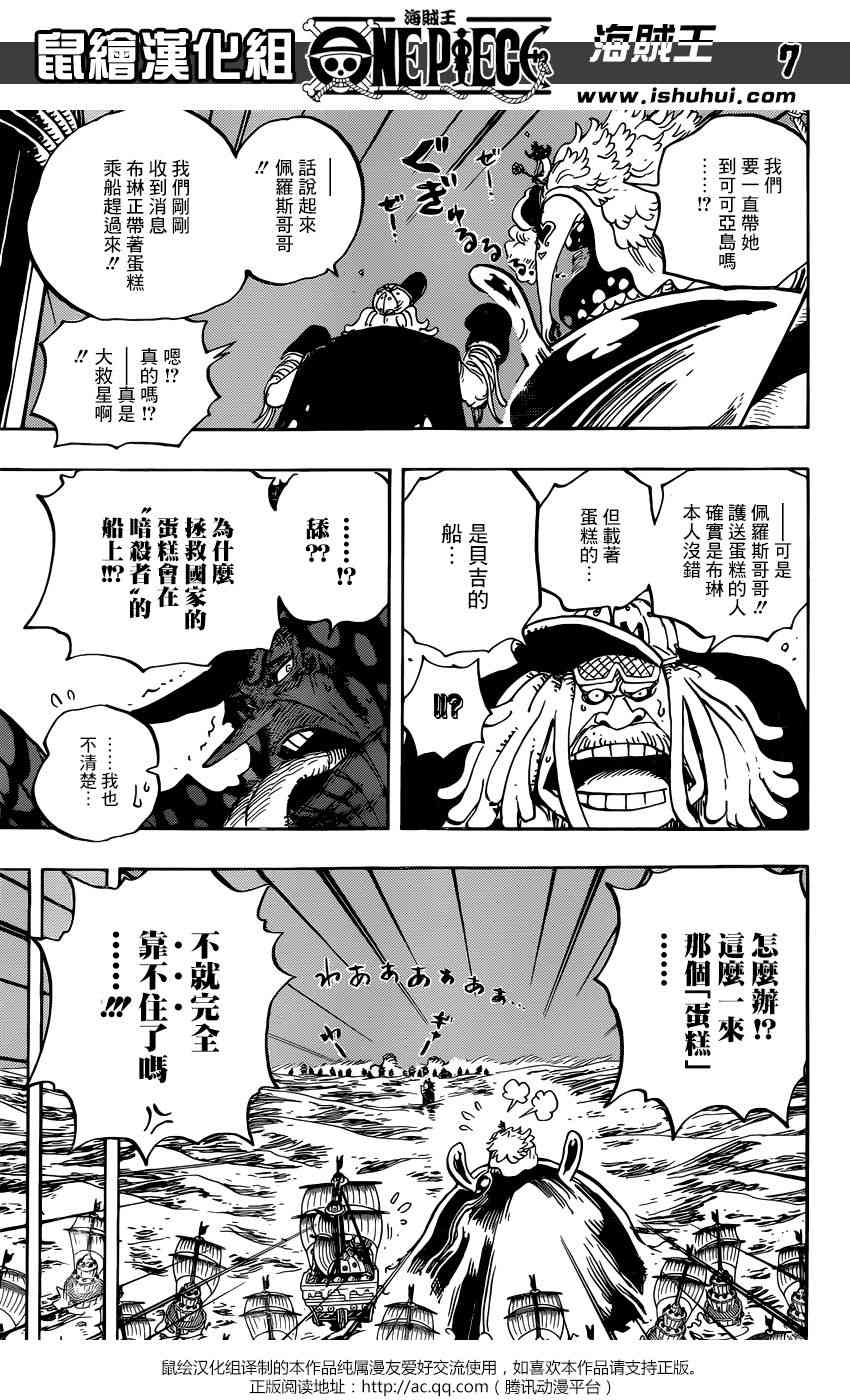 鼠繪漢化組
海賊王
ONE PIECE
海賊王
7
www.ishuhui.com
我們
要一直帶她
到可可亞島嗎
……!?
ぐぎゅるるるる
ぜー!
ぜー!
——
話說起來
佩羅斯哥哥
!!
我們剛剛
收到消息
布琳正帶著蛋糕
乘船趕過來!!
嗯!?
真的嗎!?
——真是
大救星啊
!!
——可是
佩羅斯哥哥!!
護送蛋糕的人
確實是布琳
本人沒錯
但載著
蛋糕的…
是貝吉的
船…
!!?
……!?
舔??
為什麼
拯救國家的
蛋糕會在
“暗殺者”的
船上!!?
……我也
不清楚…
怎麼辦!?
這麼一來
那個「蛋糕」
……
わあああああ…
不就完全
靠不住了嗎
……!!!
鼠绘汉化组译制的本作品纯属漫友爱好交流使用，如喜欢本作品请支持正版。
正版阅读地址：http://ac.qq.com（腾讯动漫平台）